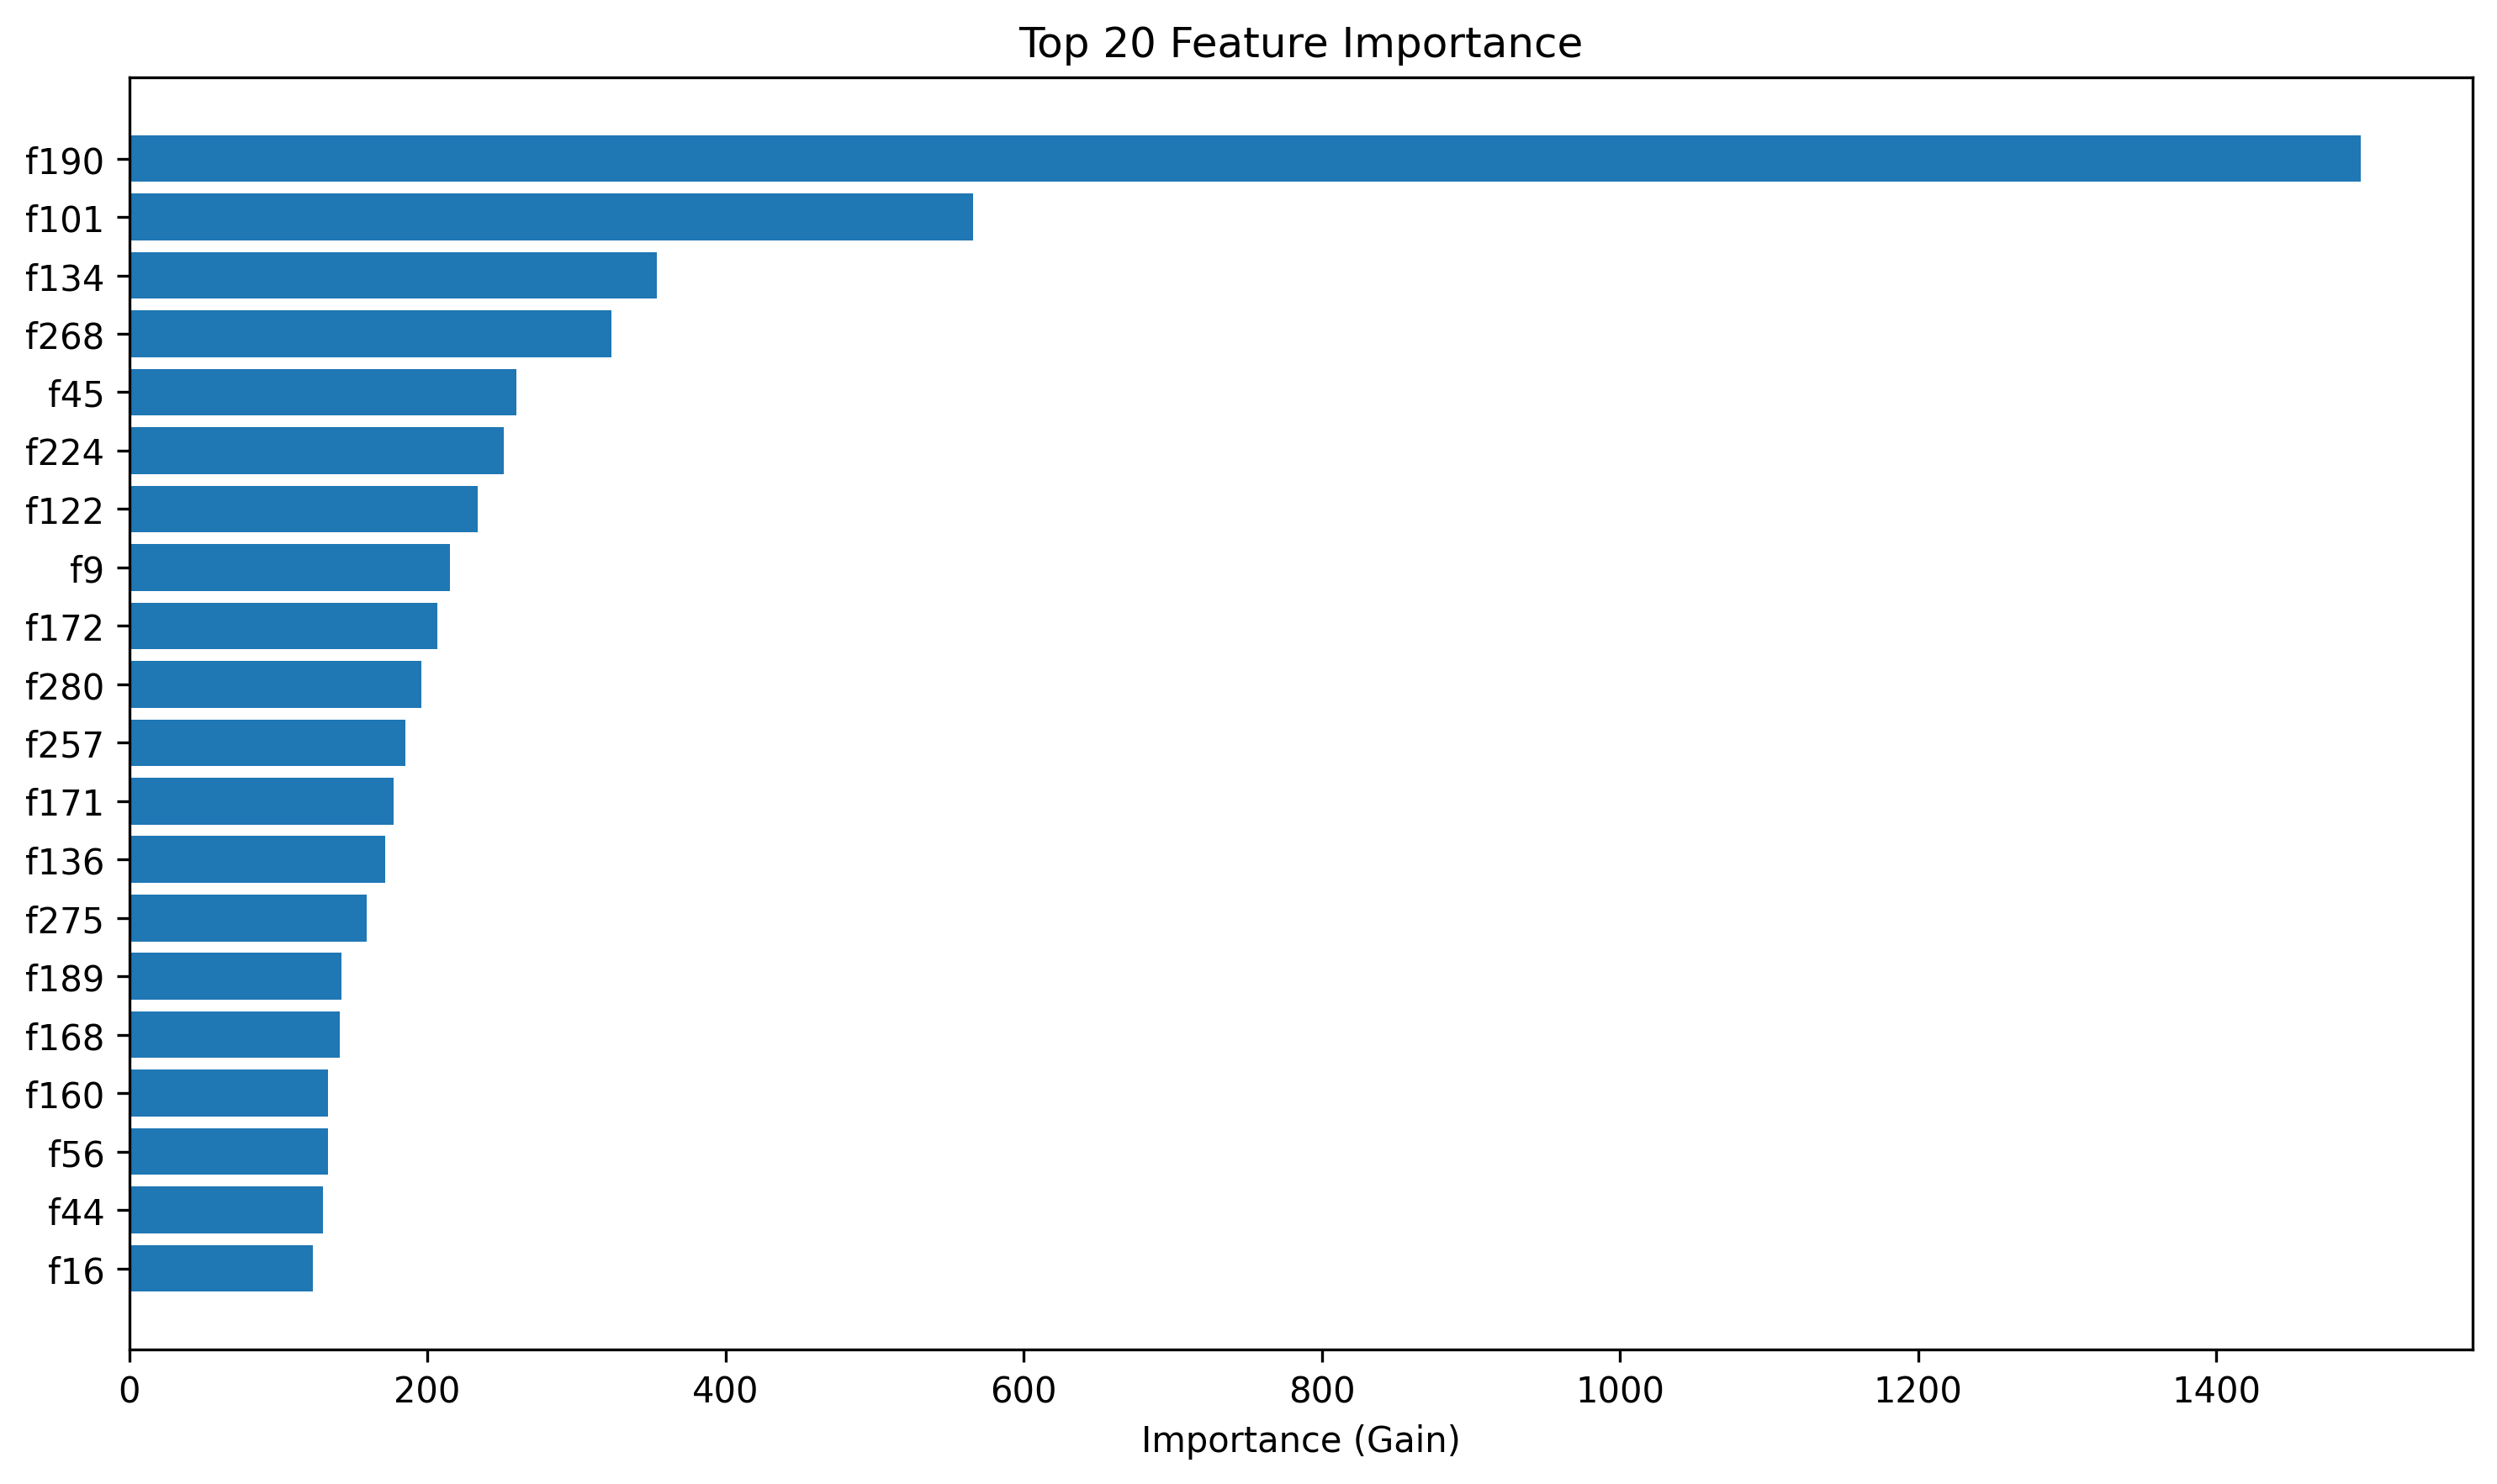 Top 20 Feature Importance
f190
f101
f134
f268
f45
f224
f122
f9
f172
f280
f257
f171
f136
f275
f189
f168
f160
f56
f44
f16
0 200 400 600 800 1000 1200 1400
Importance (Gain)